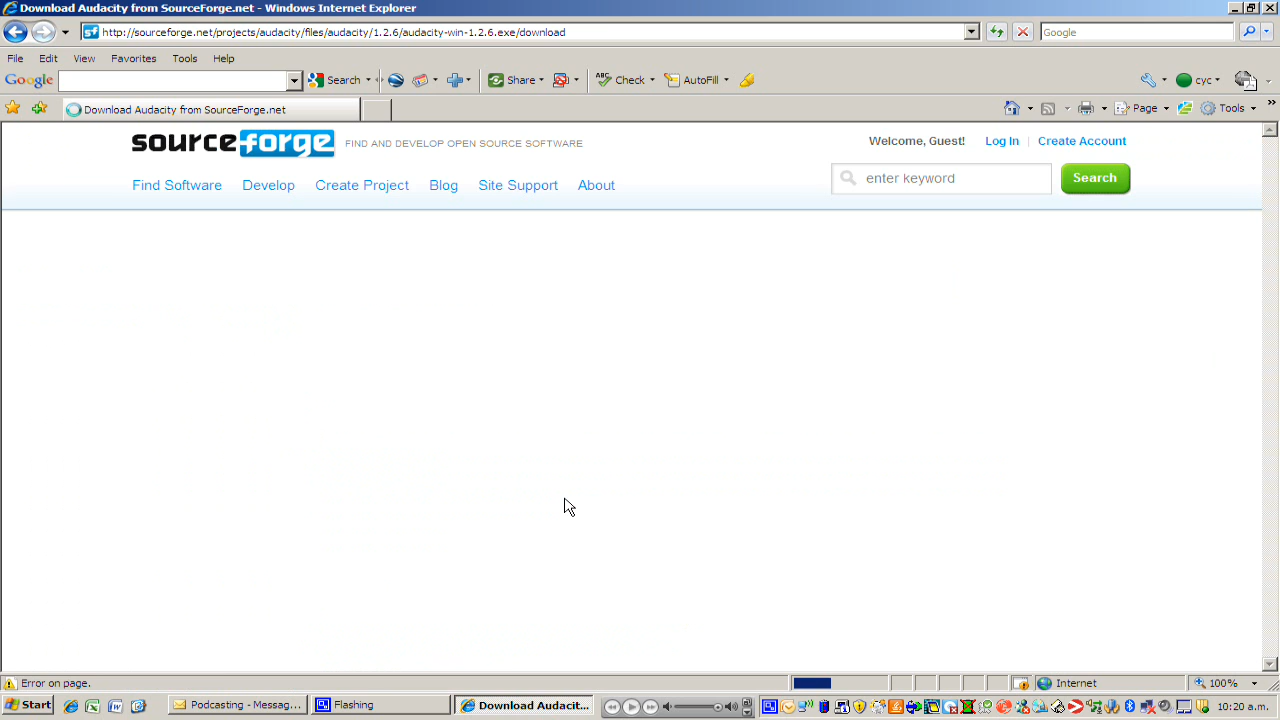 Download Audacity from SourceForge.net - Windows Internet Explorer
http://sourceforge.net/projects/audacity/files/audacity/1.2.6/audacity-win-1.2.6.exe/download
Google
File Edit View Favorites Tools Help
Google Search Share ABC Check AutoFill cyc
Download Audacity from SourceForge.net Page Tools
sourceforge FIND AND DEVELOP OPEN SOURCE SOFTWARE Welcome, Guest! Log In Create Account
Find Software Develop Create Project Blog Site Support About enter keyword Search
Error on page. Internet 100%
Start Podcasting - Messag... Flashing Download Audacit... 10:20 a.m.